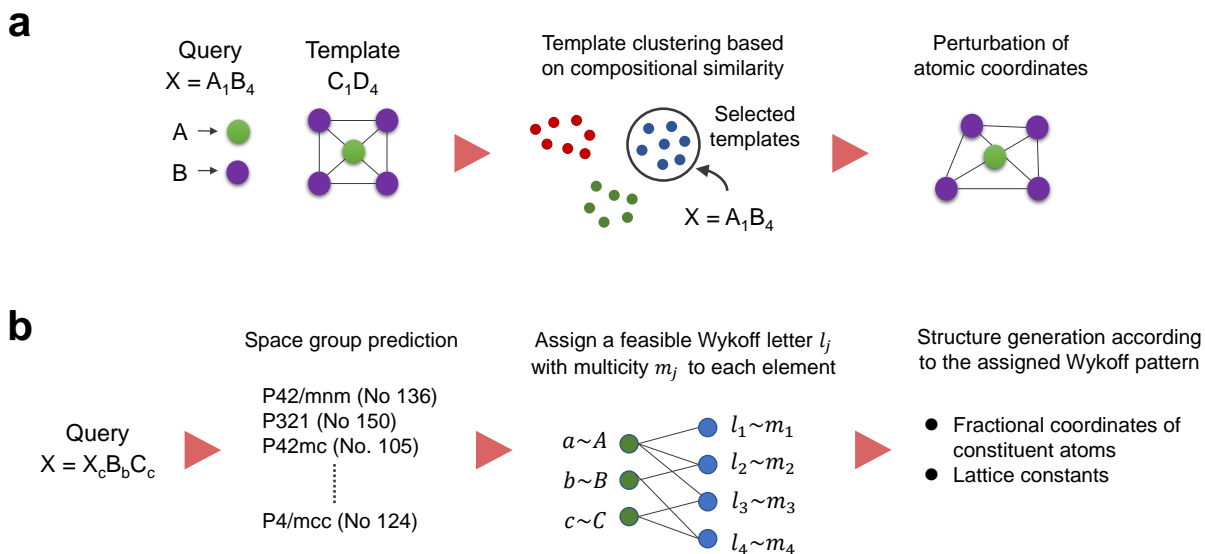 a
Query
X = A₁B₄
A
B
Template
C₁D₄
Template clustering based
on compositional similarity
Selected
templates
X = A₁B₄
Perturbation of
atomic coordinates
b
Query
X = XcBbCc
Space group prediction
P42/mnm (No 136)
P321 (No 150)
P42mc (No. 105)
P4/mcc (No 124)
Assign a feasible Wykoff letter lⱼ
with multicity mⱼ to each element
a~A
b~B
c~C
l₁~m₁
l₂~m₂
l₃~m₃
l₄~m₄
Structure generation according
to the assigned Wykoff pattern
● Fractional coordinates of
constituent atoms
● Lattice constants